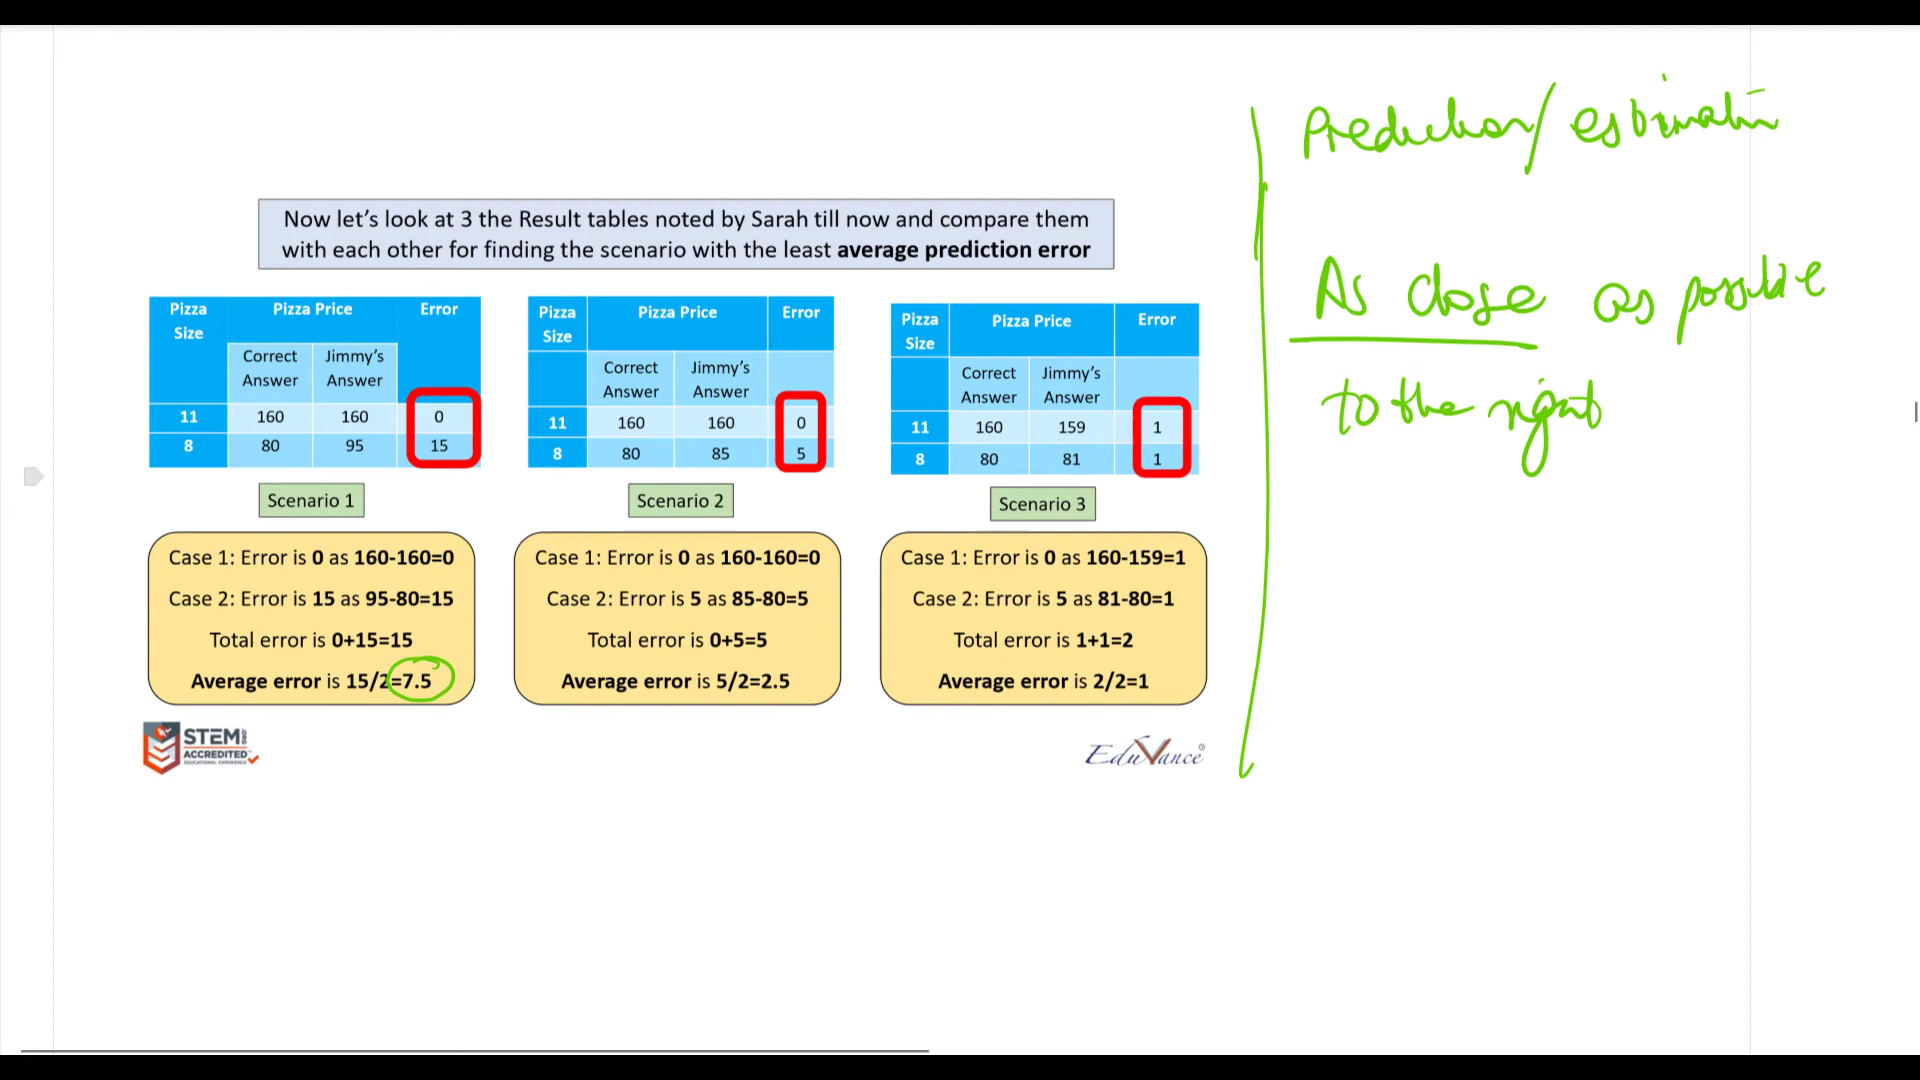 Now let's look at 3 the Result tables noted by Sarah till now and compare them
with each other for finding the scenario with the least average prediction error
Pizza Size Pizza Price Error
Correct Answer Jimmy's Answer
11 160 160 0
8 80 95 15
Scenario 1
Case 1: Error is 0 as 160-160=0
Case 2: Error is 15 as 95-80=15
Total error is 0+15=15
Average error is 15/2=7.5
Pizza Size Pizza Price Error
Correct Answer Jimmy's Answer
11 160 160 0
8 80 85 5
Scenario 2
Case 1: Error is 0 as 160-160=0
Case 2: Error is 5 as 85-80=5
Total error is 0+5=5
Average error is 5/2=2.5
Pizza Size Pizza Price Error
Correct Answer Jimmy's Answer
11 160 159 1
8 80 81 1
Scenario 3
Case 1: Error is 0 as 160-159=1
Case 2: Error is 5 as 81-80=1
Total error is 1+1=2
Average error is 2/2=1
STEM
ACCREDITED
EDUCATIONAL EXPERIENCE
EduVance
Prediction/estimation
As close as possible
to the right